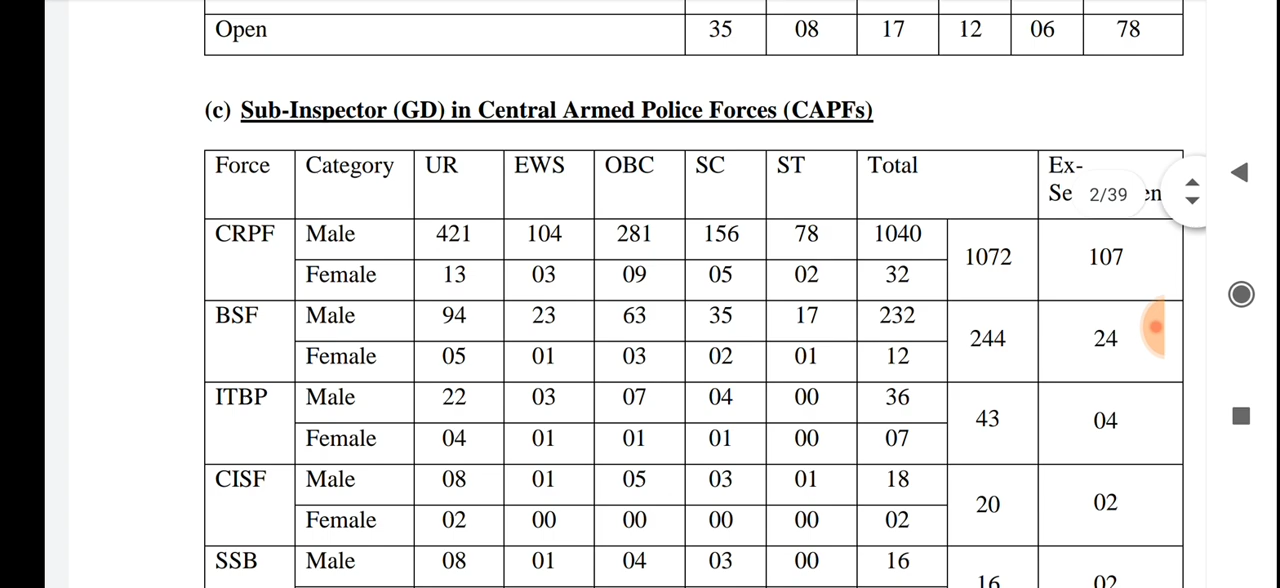 Open 35 08 17 12 06 78
(c) Sub-Inspector (GD) in Central Armed Police Forces (CAPFs)
Force Category UR EWS OBC SC ST Total Ex-
Se 2/39 en
CRPF Male 421 104 281 156 78 1040 1072 107
Female 13 03 09 05 02 32
BSF Male 94 23 63 35 17 232 244 24
Female 05 01 03 02 01 12
ITBP Male 22 03 07 04 00 36 43 04
Female 04 01 01 01 00 07
CISF Male 08 01 05 03 01 18 20 02
Female 02 00 00 00 00 02
SSB Male 08 01 04 03 00 16 16 02